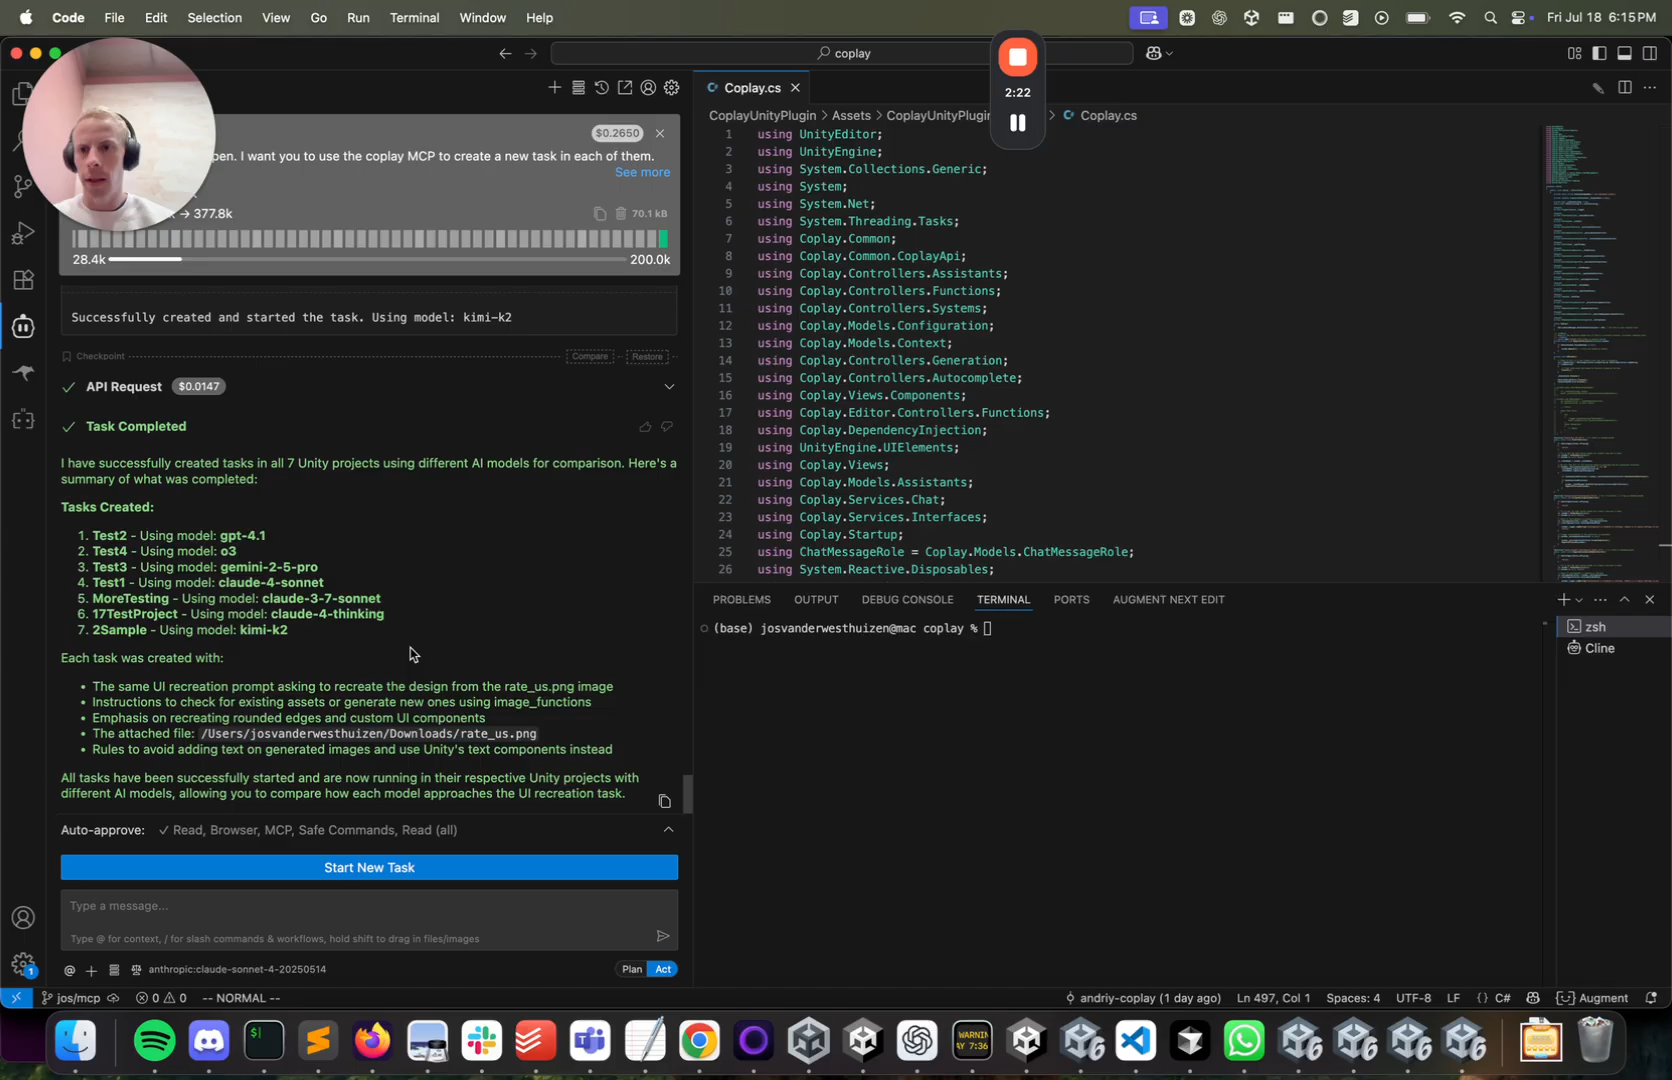 Code File Edit Selection View Go Run Terminal Window Help
Fri Jul 18 6:15 PM
coplay
2:22
$0.2650
pen. I want you to use the coplay MCP to create a new task in each of them.
See more
→ 377.8k
70.1 kB
28.4k 200.0k
Successfully created and started the task. Using model: kimi-k2
Checkpoint Compare Restore
API Request $0.0147
Task Completed
I have successfully created tasks in all 7 Unity projects using different AI models for comparison. Here's a
summary of what was completed:
Tasks Created:
1. Test2 - Using model: gpt-4.1
2. Test4 - Using model: o3
3. Test3 - Using model: gemini-2-5-pro
4. Test1 - Using model: claude-4-sonnet
5. MoreTesting - Using model: claude-3-7-sonnet
6. 17TestProject - Using model: claude-4-thinking
7. 2Sample - Using model: kimi-k2
Each task was created with:
• The same UI recreation prompt asking to recreate the design from the rate_us.png image
• Instructions to check for existing assets or generate new ones using image_functions
• Emphasis on recreating rounded edges and custom UI components
• The attached file: /Users/josvanderwesthuizen/Downloads/rate_us.png
• Rules to avoid adding text on generated images and use Unity's text components instead
All tasks have been successfully started and are now running in their respective Unity projects with
different AI models, allowing you to compare how each model approaches the UI recreation task.
Auto-approve: ✓ Read, Browser, MCP, Safe Commands, Read (all)
Start New Task
Type a message...
Type @ for context, / for slash commands & workflows, hold shift to drag in files/images
@ + anthropic:claude-sonnet-4-20250514 Plan Act
Coplay.cs
CoplayUnityPlugin > Assets > CoplayUnityPlugin > Coplay.cs
1 using UnityEditor;
2 using UnityEngine;
3 using System.Collections.Generic;
4 using System;
5 using System.Net;
6 using System.Threading.Tasks;
7 using Coplay.Common;
8 using Coplay.Common.CoplayApi;
9 using Coplay.Controllers.Assistants;
10 using Coplay.Controllers.Functions;
11 using Coplay.Controllers.Systems;
12 using Coplay.Models.Configuration;
13 using Coplay.Models.Context;
14 using Coplay.Controllers.Generation;
15 using Coplay.Controllers.Autocomplete;
16 using Coplay.Views.Components;
17 using Coplay.Editor.Controllers.Functions;
18 using Coplay.DependencyInjection;
19 using UnityEngine.UIElements;
20 using Coplay.Views;
21 using Coplay.Models.Assistants;
22 using Coplay.Services.Chat;
23 using Coplay.Services.Interfaces;
24 using Coplay.Startup;
25 using ChatMessageRole = Coplay.Models.ChatMessageRole;
26 using System.Reactive.Disposables;
PROBLEMS OUTPUT DEBUG CONSOLE TERMINAL PORTS AUGMENT NEXT EDIT
(base) josvanderwesthuizen@mac coplay %
zsh
Cline
1
jos/mcp 0 0 -- NORMAL -- andriy-coplay (1 day ago) Ln 497, Col 1 Spaces: 4 UTF-8 LF {} C# Augment
WARNING
AY 7:36